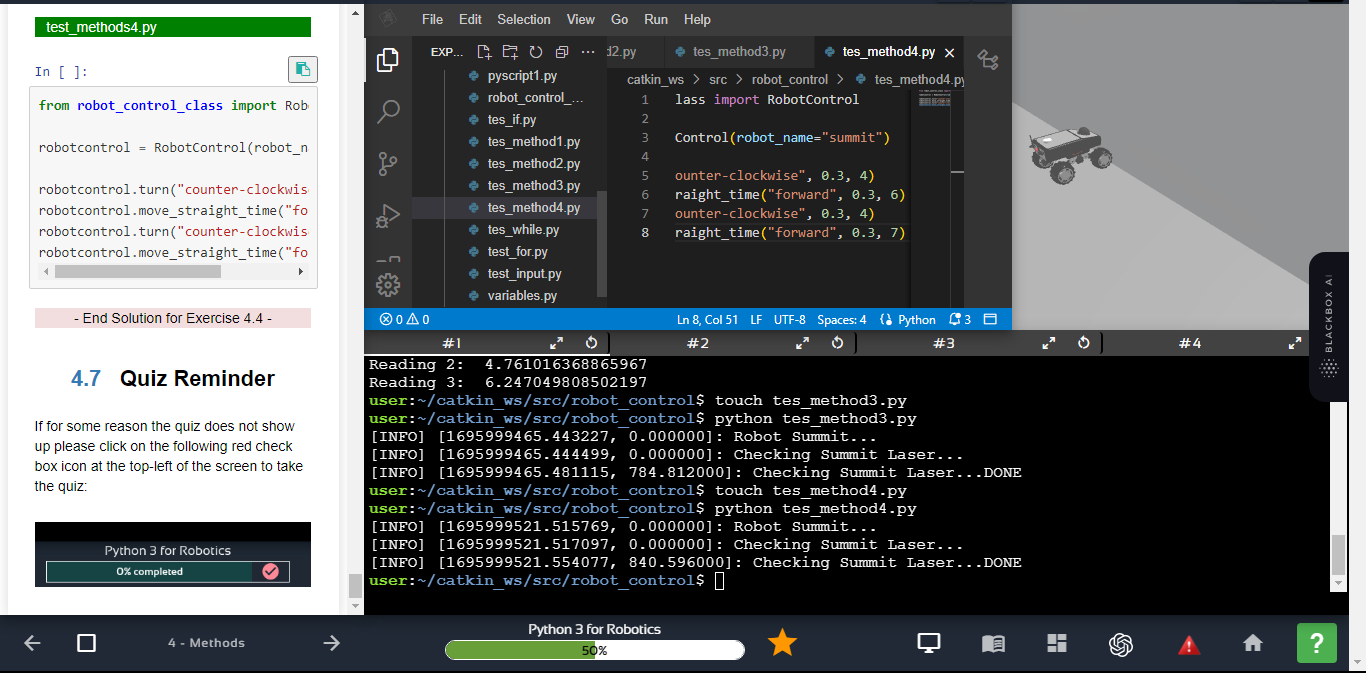 test_methods4.py
In [ ]:
from robot_control_class import Rob
robotcontrol = RobotControl(robot_n
robotcontrol.turn("counter-clockwis
robotcontrol.move_straight_time("fo
robotcontrol.turn("counter-clockwis
robotcontrol.move_straight_time("fo
- End Solution for Exercise 4.4 -
4.7 Quiz Reminder
If for some reason the quiz does not show
up please click on the following red check
box icon at the top-left of the screen to take
the quiz:
Python 3 for Robotics
0% completed
File Edit Selection View Go Run Help
EXP...
pyscript1.py
robot_control_...
tes_if.py
tes_method1.py
tes_method2.py
tes_method3.py
tes_method4.py
tes_while.py
test_for.py
test_input.py
variables.py
d2.py tes_method3.py tes_method4.py
catkin_ws > src > robot_control > tes_method4.py
1 lass import RobotControl
2
3 Control(robot_name="summit")
4
5 ounter-clockwise", 0.3, 4)
6 raight_time("forward", 0.3, 6)
7 ounter-clockwise", 0.3, 4)
8 raight_time("forward", 0.3, 7)
0 0 Ln 8, Col 51 LF UTF-8 Spaces: 4 Python 3
BLACKBOX AI
#1 #2 #3 #4
Reading 2: 4.761016368865967
Reading 3: 6.247049808502197
user:~/catkin_ws/src/robot_control$ touch tes_method3.py
user:~/catkin_ws/src/robot_control$ python tes_method3.py
[INFO] [1695999465.443227, 0.000000]: Robot Summit...
[INFO] [1695999465.444499, 0.000000]: Checking Summit Laser...
[INFO] [1695999465.481115, 784.812000]: Checking Summit Laser...DONE
user:~/catkin_ws/src/robot_control$ touch tes_method4.py
user:~/catkin_ws/src/robot_control$ python tes_method4.py
[INFO] [1695999521.515769, 0.000000]: Robot Summit...
[INFO] [1695999521.517097, 0.000000]: Checking Summit Laser...
[INFO] [1695999521.554077, 840.596000]: Checking Summit Laser...DONE
user:~/catkin_ws/src/robot_control$
4 - Methods
Python 3 for Robotics
50%
?